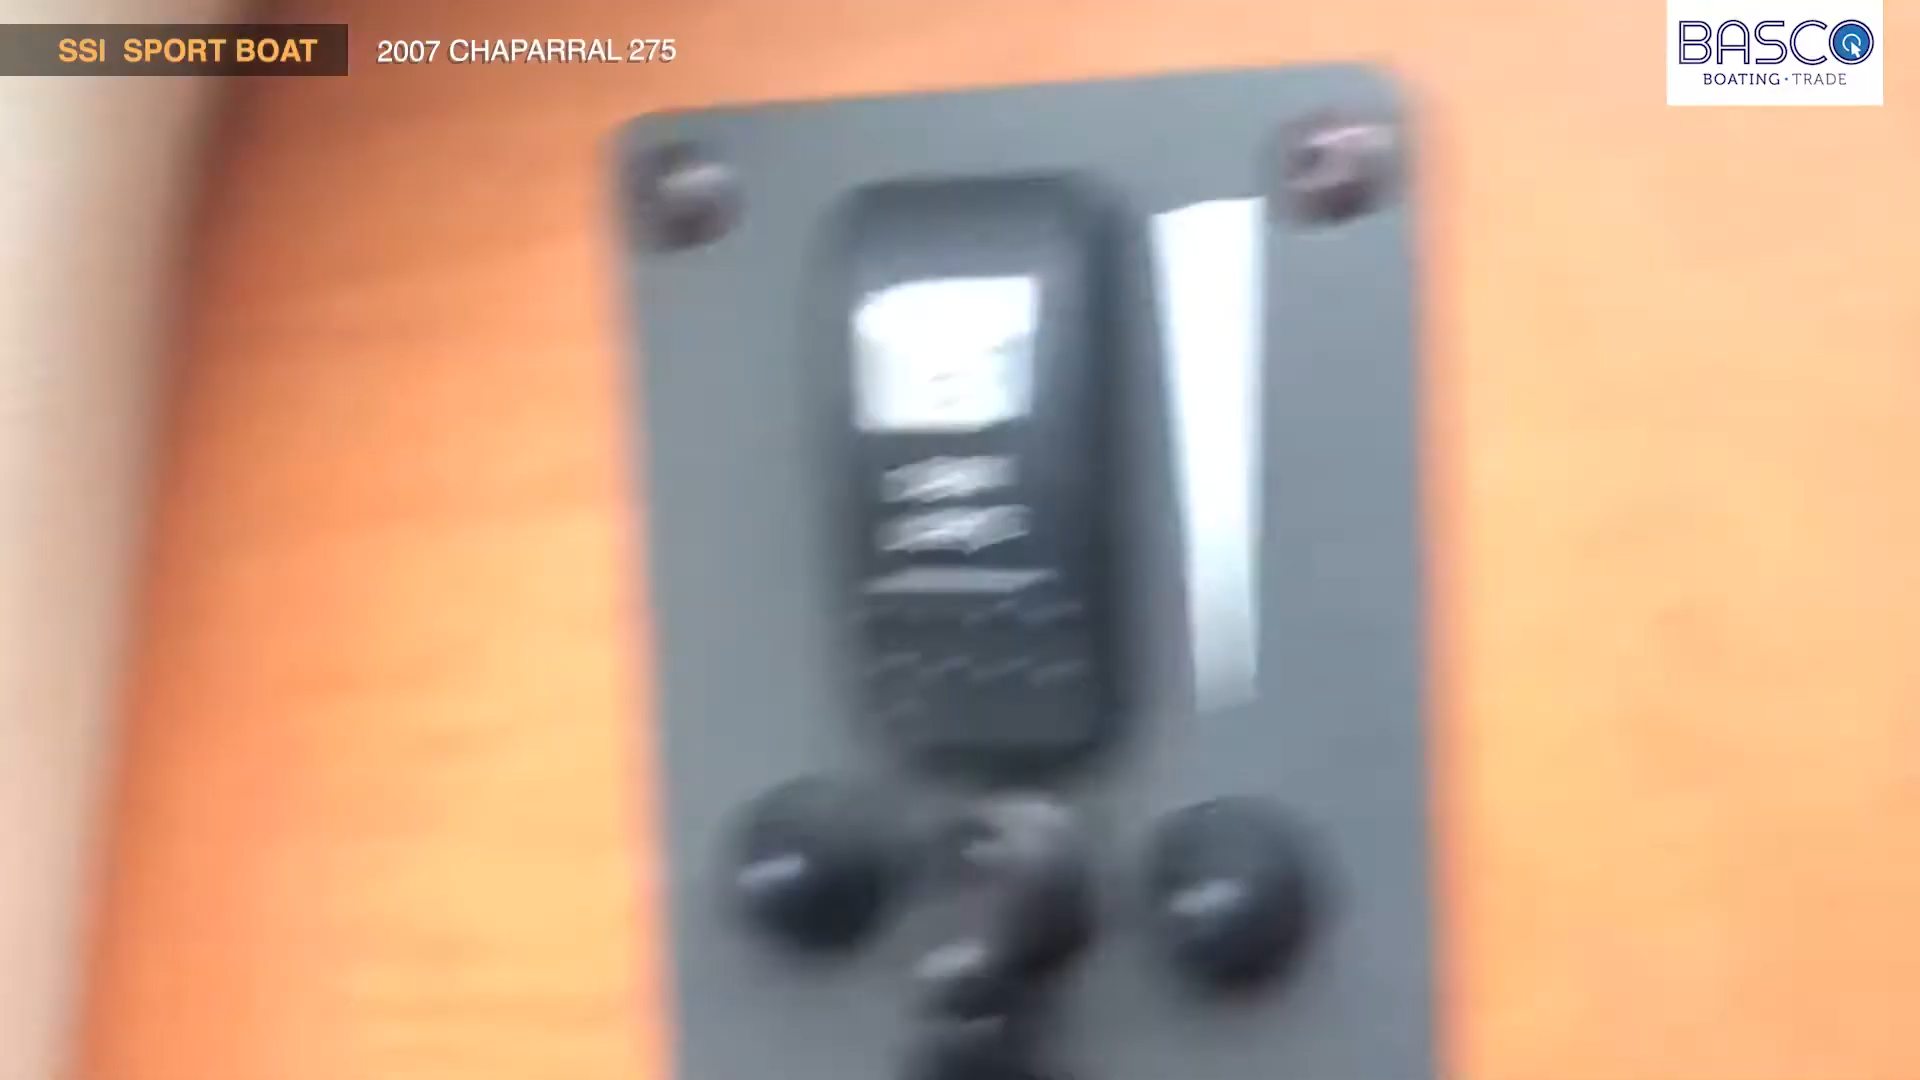 SSI SPORT BOAT
2007 CHAPARRAL 275
BASCO
BOATING · TRADE